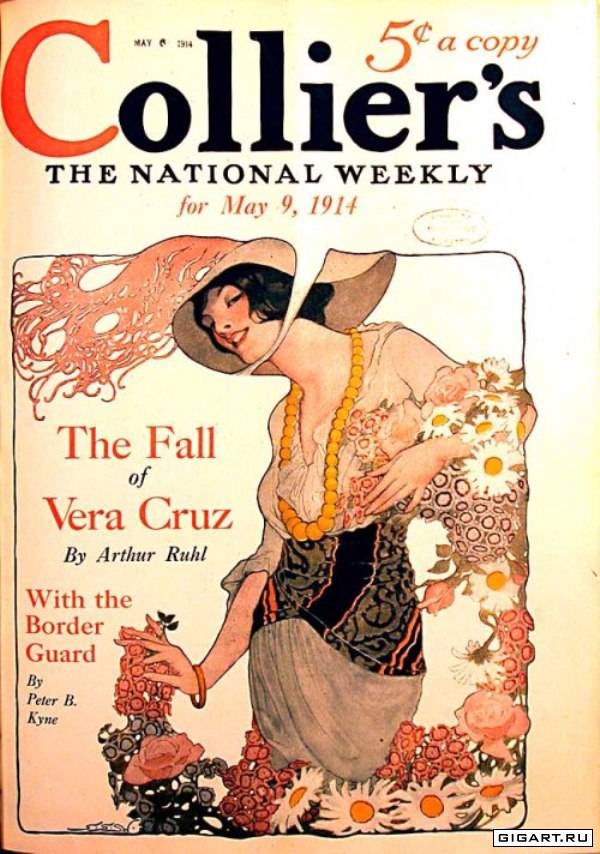 MAY 6 1914
5¢ a copy
Collier's
THE NATIONAL WEEKLY
for May 9, 1914
The Fall
of
Vera Cruz
By Arthur Ruhl
With the
Border
Guard
By
Peter B.
Kyne
GIGART.RU